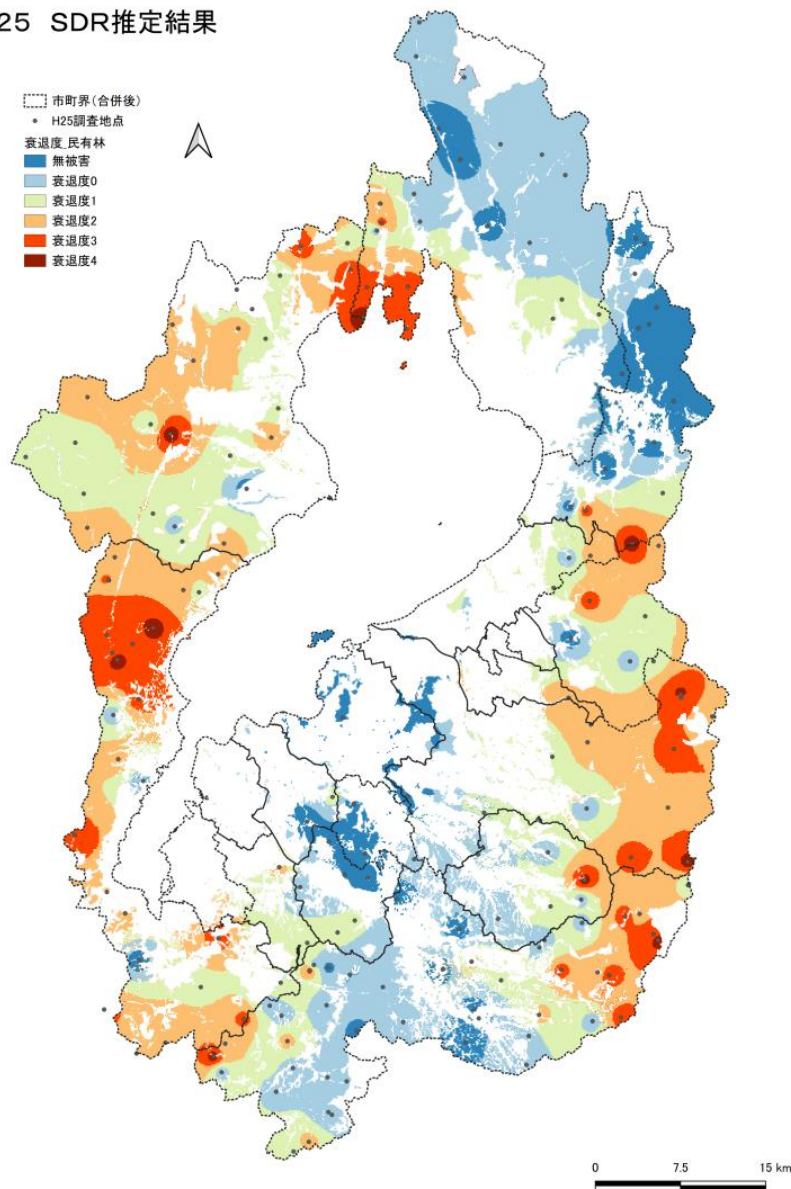 25 SDR推定結果
市町界(合併後)
H25調査地点
衰退度_民有林
無被害
衰退度0
衰退度1
衰退度2
衰退度3
衰退度4
0 7.5 15 km